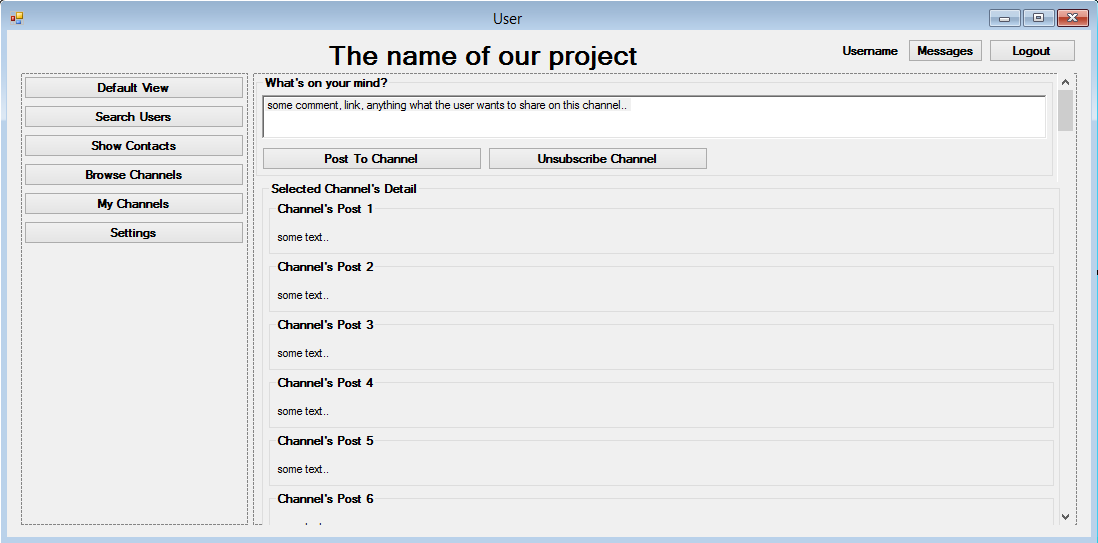 User
The name of our project
Username
Messages
Logout
Default View
Search Users
Show Contacts
Browse Channels
My Channels
Settings
What's on your mind?
some comment, link, anything what the user wants to share on this channel..
Post To Channel
Unsubscribe Channel
Selected Channel's Detail
Channel's Post 1
some text..
Channel's Post 2
some text..
Channel's Post 3
some text..
Channel's Post 4
some text..
Channel's Post 5
some text..
Channel's Post 6